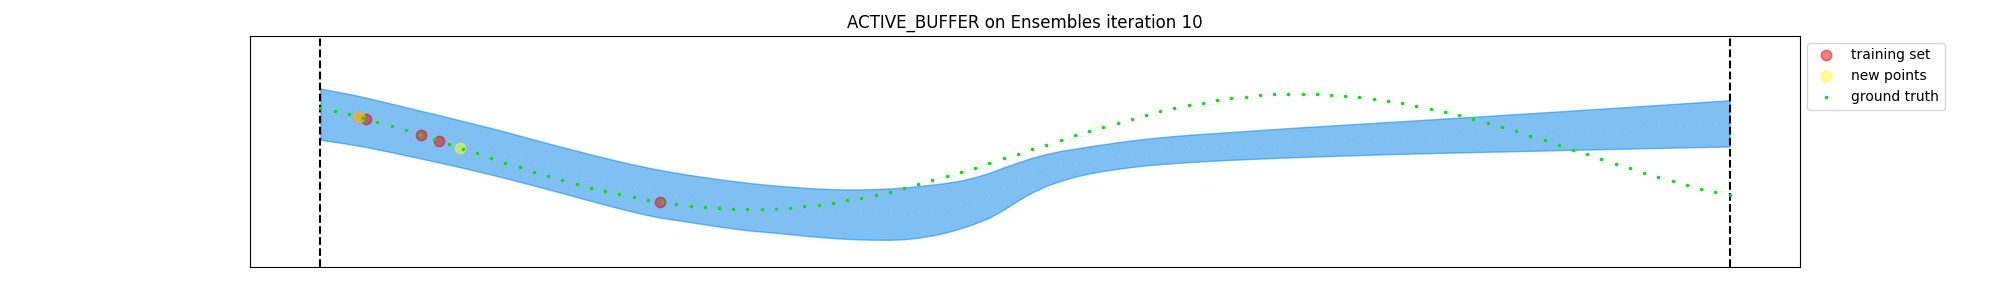 ACTIVE_BUFFER on Ensembles iteration 10
training set
new points
ground truth